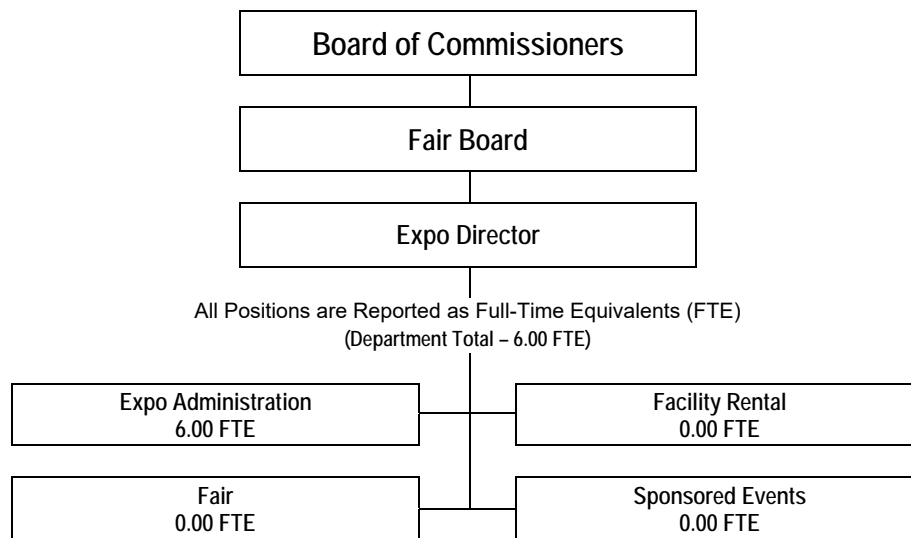 Board of Commissioners
Fair Board
Expo Director
All Positions are Reported as Full-Time Equivalents (FTE)
(Department Total – 6.00 FTE)
Expo Administration
6.00 FTE
Facility Rental
0.00 FTE
Fair
0.00 FTE
Sponsored Events
0.00 FTE